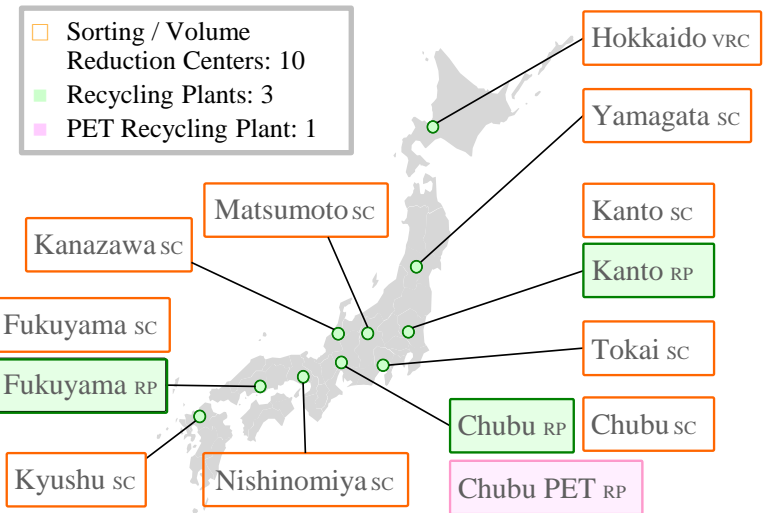 Sorting / Volume
Reduction Centers: 10
Recycling Plants: 3
PET Recycling Plant: 1
Hokkaido VRC
Yamagata SC
Matsumoto SC
Kanto SC
Kanazawa SC
Kanto RP
Fukuyama SC
Tokai SC
Fukuyama RP
Chubu RP
Chubu SC
Kyushu SC
Nishinomiya SC
Chubu PET RP